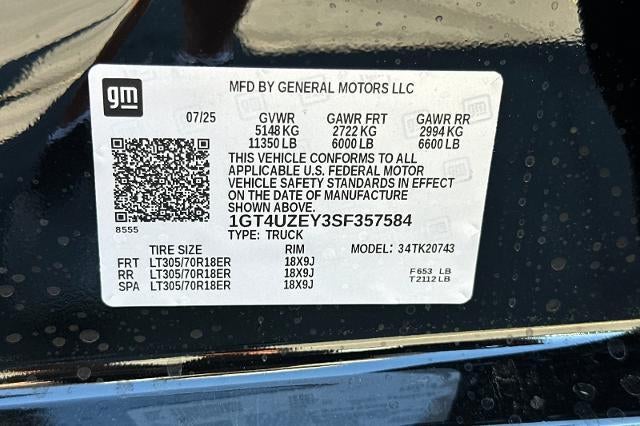 gm
MFD BY GENERAL MOTORS LLC
07/25 GVWR GAWR FRT GAWR RR
5148 KG 2722 KG 2994 KG
11350 LB 6000 LB 6600 LB
THIS VEHICLE CONFORMS TO ALL
APPLICABLE U.S. FEDERAL MOTOR
VEHICLE SAFETY STANDARDS IN EFFECT
ON THE DATE OF MANUFACTURE
SHOWN ABOVE.
8555
1GT4UZEY3SF357584
TYPE: TRUCK
TIRE SIZE RIM MODEL: 34TK20743
FRT LT305/70R18ER 18X9J
RR LT305/70R18ER 18X9J
SPA LT305/70R18ER 18X9J
F 653 LB
T 2112 LB